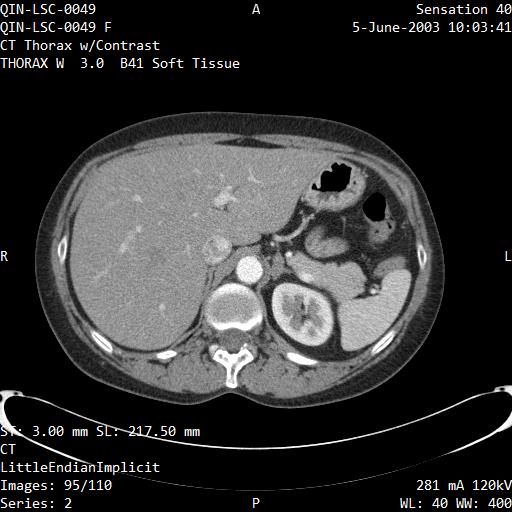 QIN-LSC-0049
A
Sensation 40
QIN-LSC-0049 F
5-June-2003 10:03:41
CT Thorax w/Contrast
THORAX W  3.0  B41 Soft Tissue
R
L
ST: 3.00 mm SL: 217.50 mm
CT
LittleEndianImplicit
Images: 95/110
281 mA 120kV
Series: 2
P
WL: 40 WW: 400